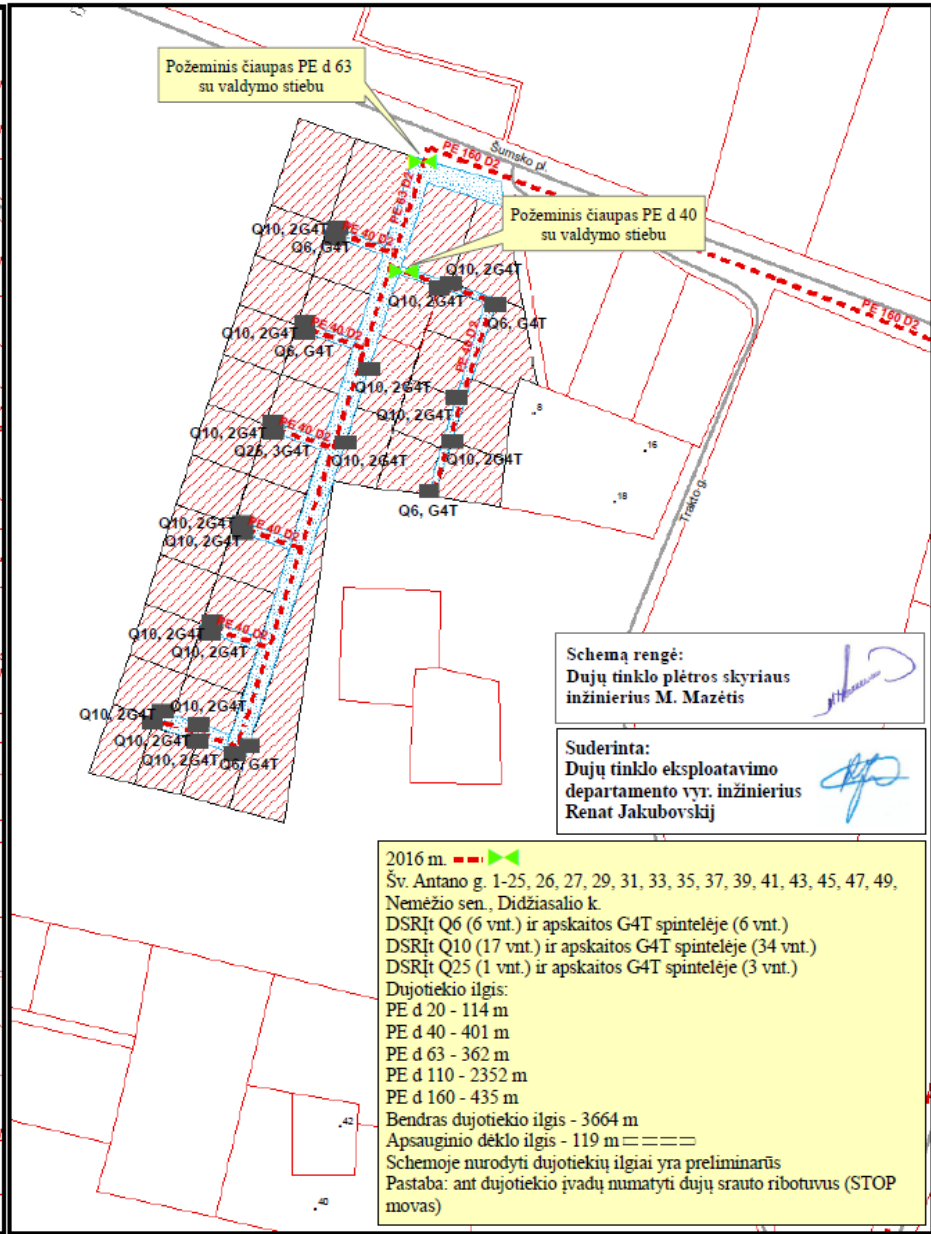 Požeminis čiaupas PE d 63
su valdymo stiebu
PE 160 D2
Šumsko pl.
PE 63 D2
Požeminis čiaupas PE d 40
su valdymo stiebu
Q10, 2G4T
PE 40 D2
Q6, G4T
Q10, 2G4T
Q10, 2G4T
Q6, G4T
PE 160 D2
Q10, 2G4T
PE 40 D2
Q6, G4T
PE 40 D2
Q10, 2G4T
Q10, 2G4T
8
Q10, 2G4T
PE 40 D2
Q25, 3G4T
Q10, 2G4T
Q10, 2G4T
16
18
Trakto g.
Q6, G4T
Q10, 2G4T
PE 40 D2
Q10, 2G4T
Q10, 2G4T
PE 40 D2
Q10, 2G4T
Q10, 2G4T
Q10, 2G4T
Q10, 2G4T
Q10, 2G4T
Q6, G4T
Schemą rengė:
Dujų tinklo plėtros skyriaus
inžinierius M. Mazėtis
Suderinta:
Dujų tinklo eksploatavimo
departamento vyr. inžinierius
Renat Jakubovskij
2016 m.
Šv. Antano g. 1-25, 26, 27, 29, 31, 33, 35, 37, 39, 41, 43, 45, 47, 49,
Nemėžio sen., Didžiasalio k.
DSRĮt Q6 (6 vnt.) ir apskaitos G4T spintelėje (6 vnt.)
DSRĮt Q10 (17 vnt.) ir apskaitos G4T spintelėje (34 vnt.)
DSRĮt Q25 (1 vnt.) ir apskaitos G4T spintelėje (3 vnt.)
Dujotiekio ilgis:
PE d 20 - 114 m
PE d 40 - 401 m
PE d 63 - 362 m
PE d 110 - 2352 m
PE d 160 - 435 m
Bendras dujotiekio ilgis - 3664 m
Apsauginio dėklo ilgis - 119 m
Schemoje nurodyti dujotiekių ilgiai yra preliminarūs
Pastaba: ant dujotiekio įvadų numatyti dujų srauto ribotuvus (STOP
movas)
42
40